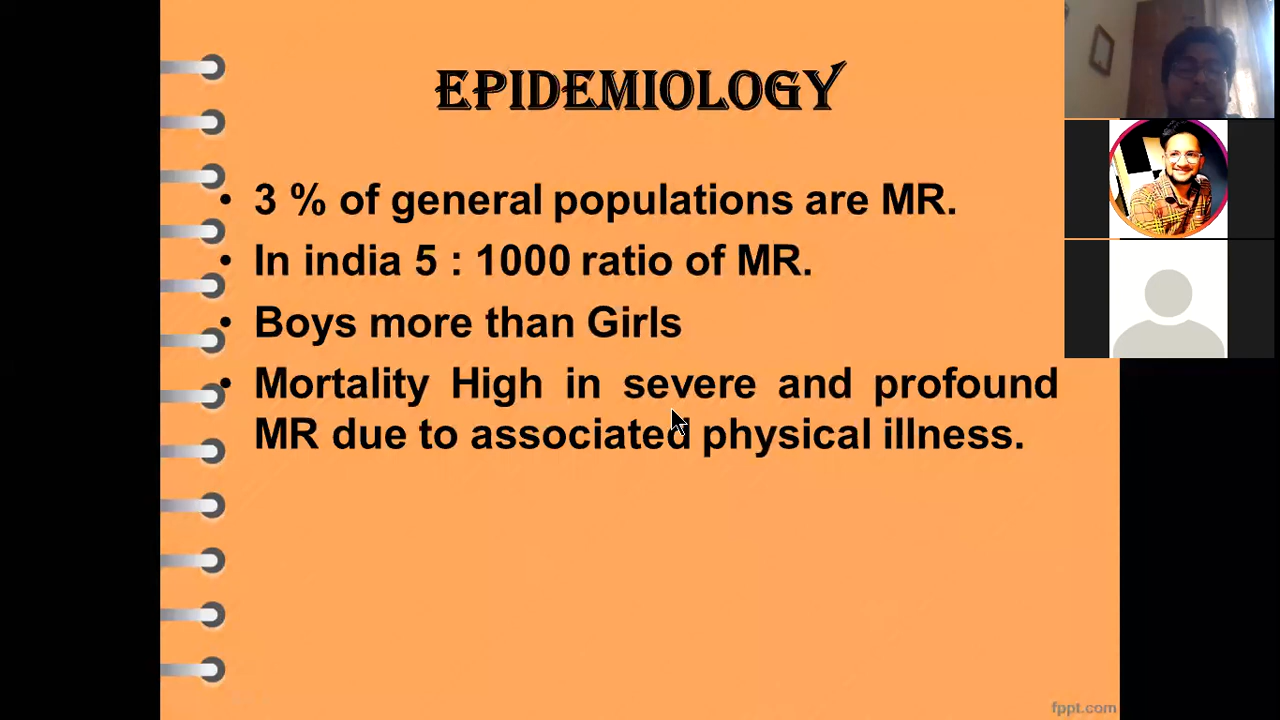 EPIDEMIOLOGY
• 3 % of general populations are MR.
• In india 5 : 1000 ratio of MR.
• Boys more than Girls
• Mortality High in severe and profound
MR due to associated physical illness.
fppt.com